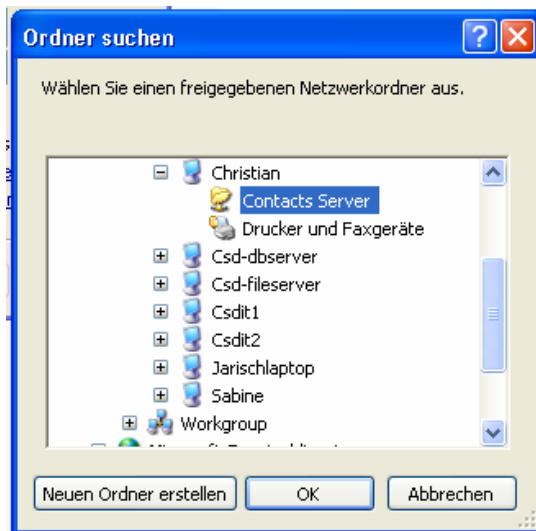 Ordner suchen
Wählen Sie einen freigegebenen Netzwerkordner aus.
Christian
Contacts Server
Drucker und Faxgeräte
Csd-dbserver
Csd-fileserver
Csdit1
Csdit2
Jarischlaptop
Sabine
Workgroup
Neuen Ordner erstellen
OK
Abbrechen